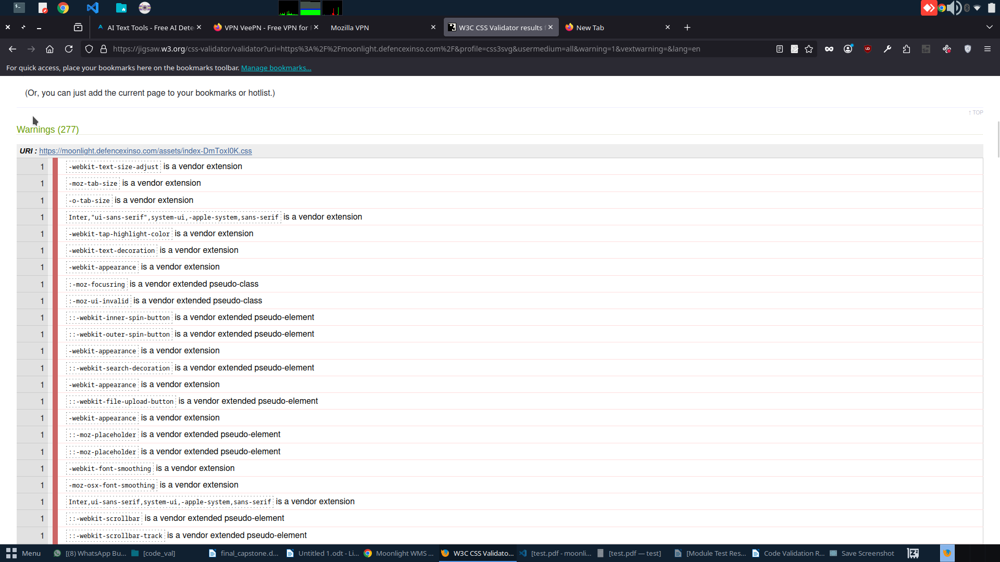 AI Text Tools - Free AI Dete
VPN VeePN - Free VPN for F
Mozilla VPN
W3C CSS Validator results f
New Tab
https://jigsaw.w3.org/css-validator/validator?uri=https%3A%2F%2Fmoonlight.defencexinso.com%2F&profile=css3svg&usermedium=all&warning=1&vextwarning=&lang=en
For quick access, place your bookmarks here on the bookmarks toolbar. Manage bookmarks...
(Or, you can just add the current page to your bookmarks or hotlist.)
↑ TOP
Warnings (277)
URI : https://moonlight.defencexinso.com/assets/index-DmToxI0K.css
1 -webkit-text-size-adjust is a vendor extension
1 -moz-tab-size is a vendor extension
1 -o-tab-size is a vendor extension
1 Inter,"ui-sans-serif",system-ui,-apple-system,sans-serif is a vendor extension
1 -webkit-tap-highlight-color is a vendor extension
1 -webkit-text-decoration is a vendor extension
1 -webkit-appearance is a vendor extension
1 :-moz-focusring is a vendor extended pseudo-class
1 :-moz-ui-invalid is a vendor extended pseudo-class
1 ::-webkit-inner-spin-button is a vendor extended pseudo-element
1 ::-webkit-outer-spin-button is a vendor extended pseudo-element
1 -webkit-appearance is a vendor extension
1 ::-webkit-search-decoration is a vendor extended pseudo-element
1 -webkit-appearance is a vendor extension
1 ::-webkit-file-upload-button is a vendor extended pseudo-element
1 -webkit-appearance is a vendor extension
1 ::-moz-placeholder is a vendor extended pseudo-element
1 ::-moz-placeholder is a vendor extended pseudo-element
1 -webkit-font-smoothing is a vendor extension
1 -moz-osx-font-smoothing is a vendor extension
1 Inter,ui-sans-serif,system-ui,-apple-system,sans-serif is a vendor extension
1 ::-webkit-scrollbar is a vendor extended pseudo-element
1 ::-webkit-scrollbar-track is a vendor extended pseudo-element
Menu
[(8) WhatsApp Bu...
[code_val]
final_capstone.d...
Untitled 1.odt - Li...
Moonlight WMS ...
W3C CSS Validato...
[test.pdf - moonli...
[test.pdf — test]
[Module Test Res...
Code Validation R...
Save Screenshot